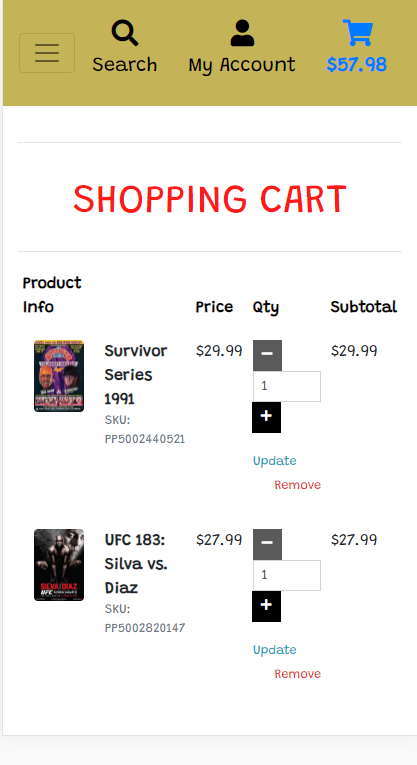 Search
My Account
$57.98
SHOPPING CART
Product
Info
Price
Qty
Subtotal
Survivor
Series
1991
SKU:
PP5002440521
$29.99
1
$29.99
Update
Remove
UFC 183:
Silva vs.
Diaz
SKU:
PP5002820147
$27.99
1
$27.99
Update
Remove